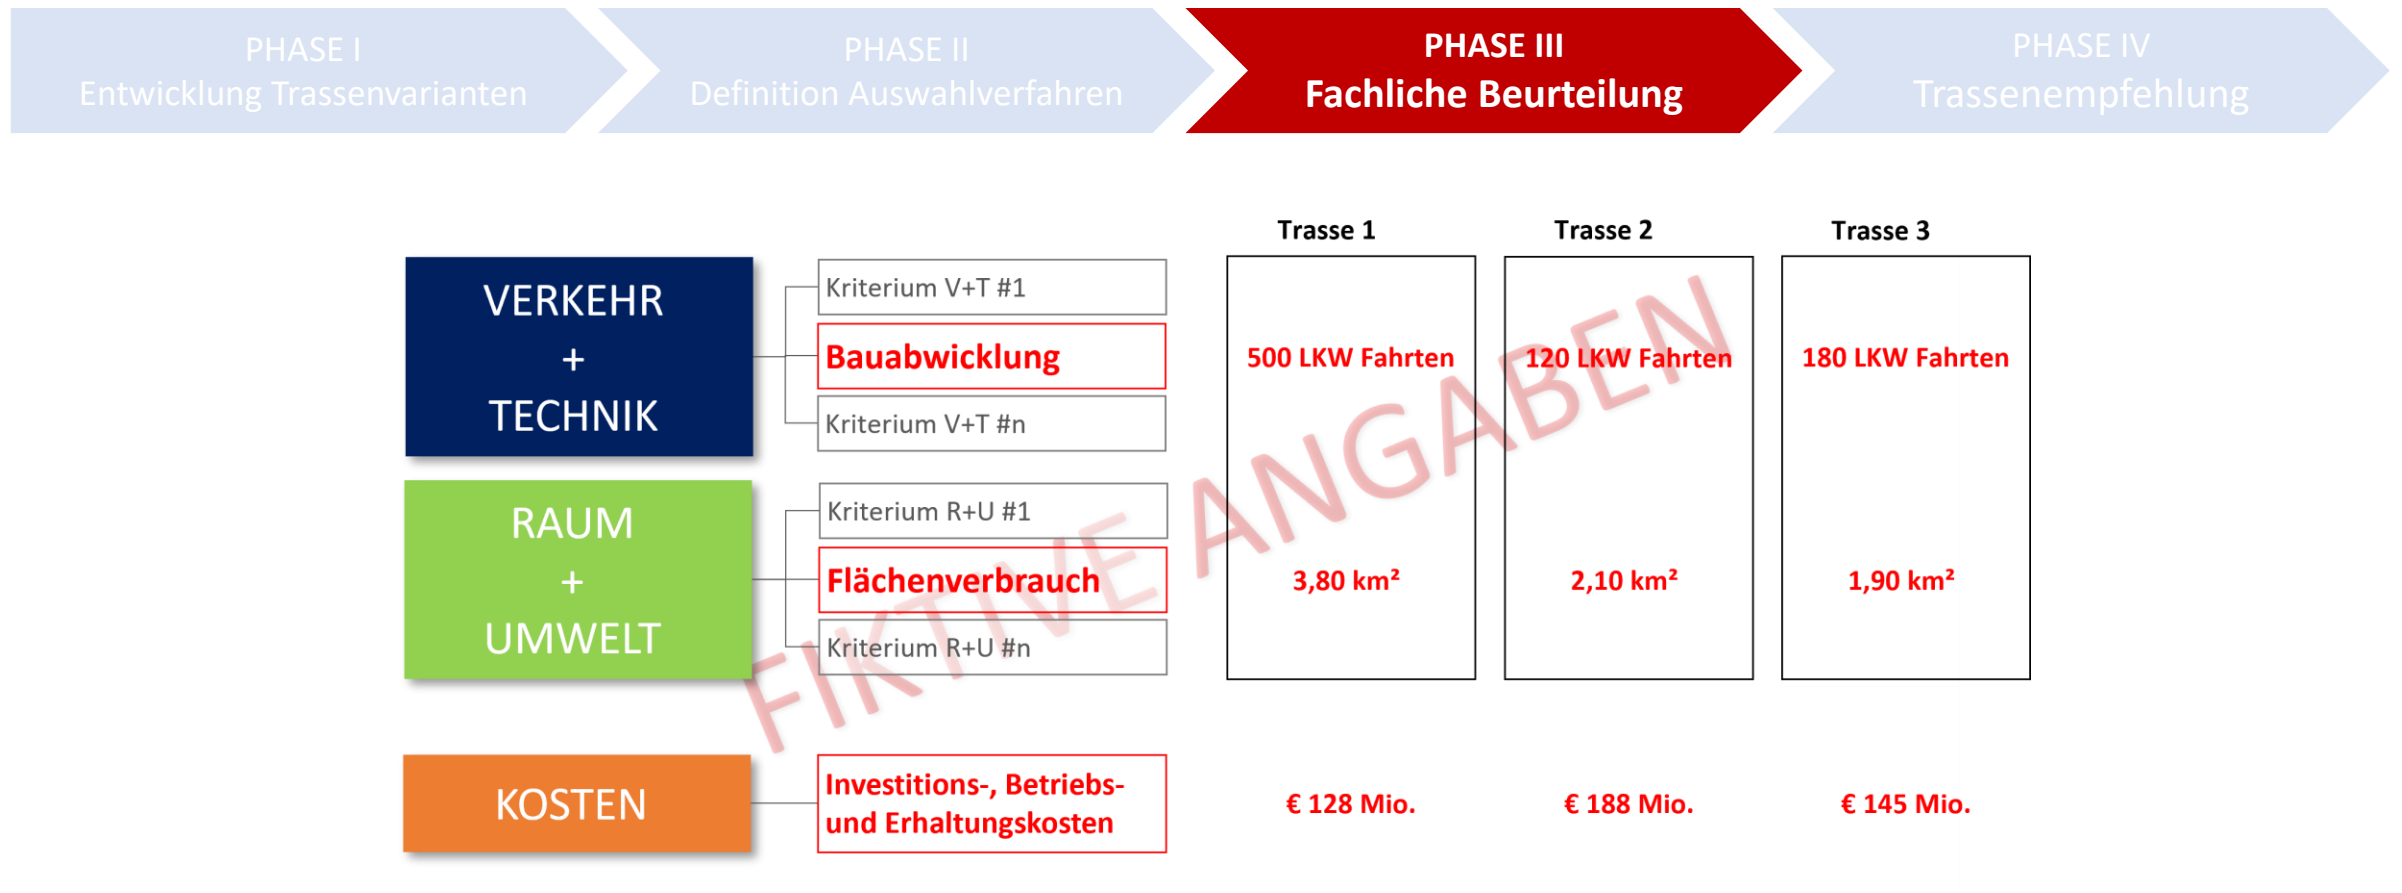 PHASE I
Entwicklung Trassenvarianten
PHASE II
Definition Auswahlverfahren
PHASE III
Fachliche Beurteilung
PHASE IV
Trassenempfehlung
Trasse 1
Trasse 2
Trasse 3
VERKEHR
+
TECHNIK
Kriterium V+T #1
Bauabwicklung
Kriterium V+T #n
500 LKW Fahrten
120 LKW Fahrten
180 LKW Fahrten
RAUM
+
UMWELT
Kriterium R+U #1
Flächenverbrauch
Kriterium R+U #n
3,80 km²
2,10 km²
1,90 km²
FIKTIVE ANGABEN
KOSTEN
Investitions-, Betriebs-
und Erhaltungskosten
€ 128 Mio.
€ 188 Mio.
€ 145 Mio.